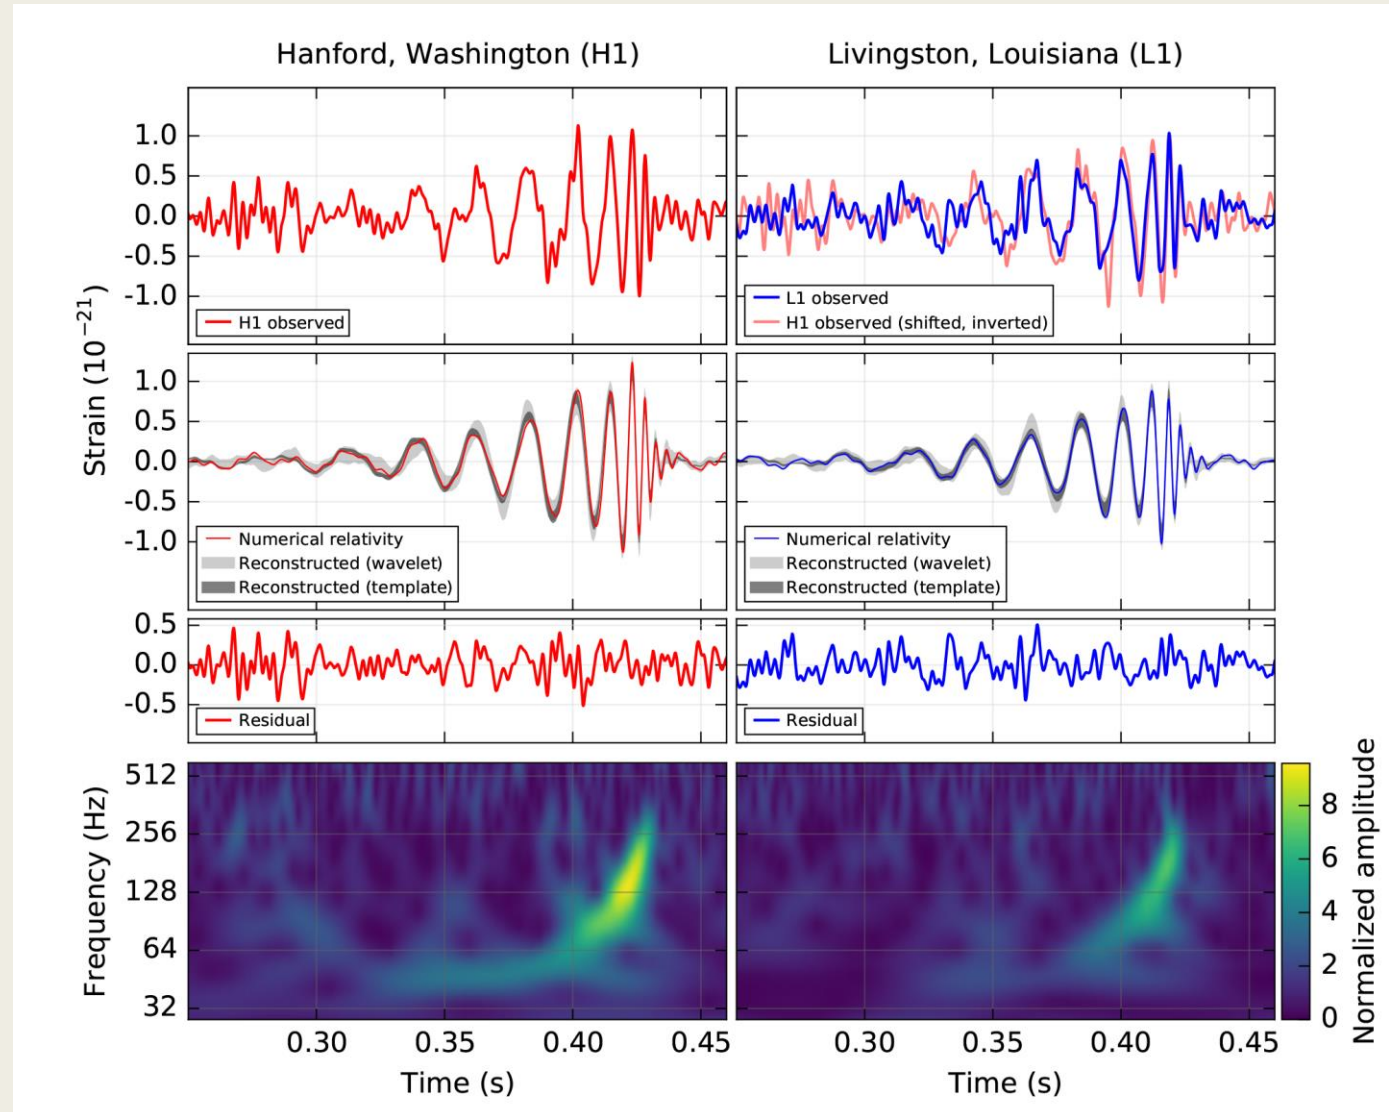 Hanford, Washington (H1)
Livingston, Louisiana (L1)
Strain (10⁻²¹)
1.0
0.5
0.0
-0.5
-1.0
H1 observed
L1 observed
H1 observed (shifted, inverted)
1.0
0.5
0.0
-0.5
-1.0
Numerical relativity
Reconstructed (wavelet)
Reconstructed (template)
Numerical relativity
Reconstructed (wavelet)
Reconstructed (template)
0.5
0.0
-0.5
Residual
Residual
Frequency (Hz)
512
256
128
64
32
0.30 0.35 0.40 0.45
Time (s)
0.30 0.35 0.40 0.45
Time (s)
8
6
4
2
0
Normalized amplitude